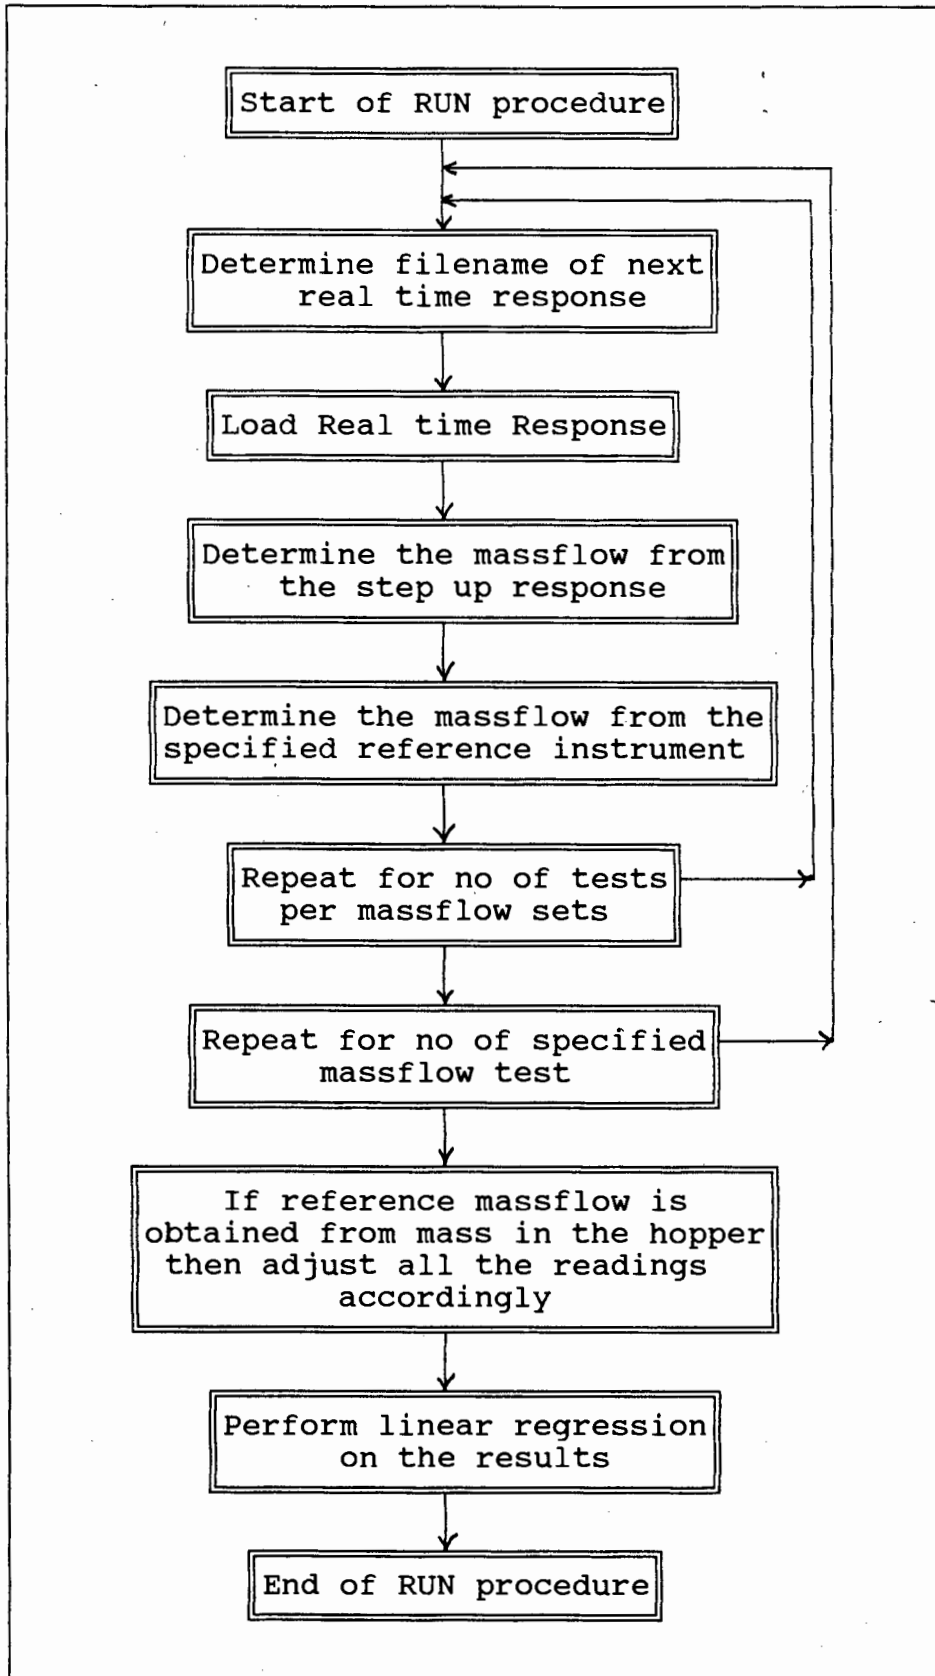 Start of RUN procedure
Determine filename of next
real time response
Load Real time Response
Determine the massflow from
the step up response
Determine the massflow from the
specified reference instrument
Repeat for no of tests
per massflow sets
Repeat for no of specified
massflow test
If reference massflow is
obtained from mass in the hopper
then adjust all the readings
accordingly
Perform linear regression
on the results
End of RUN procedure